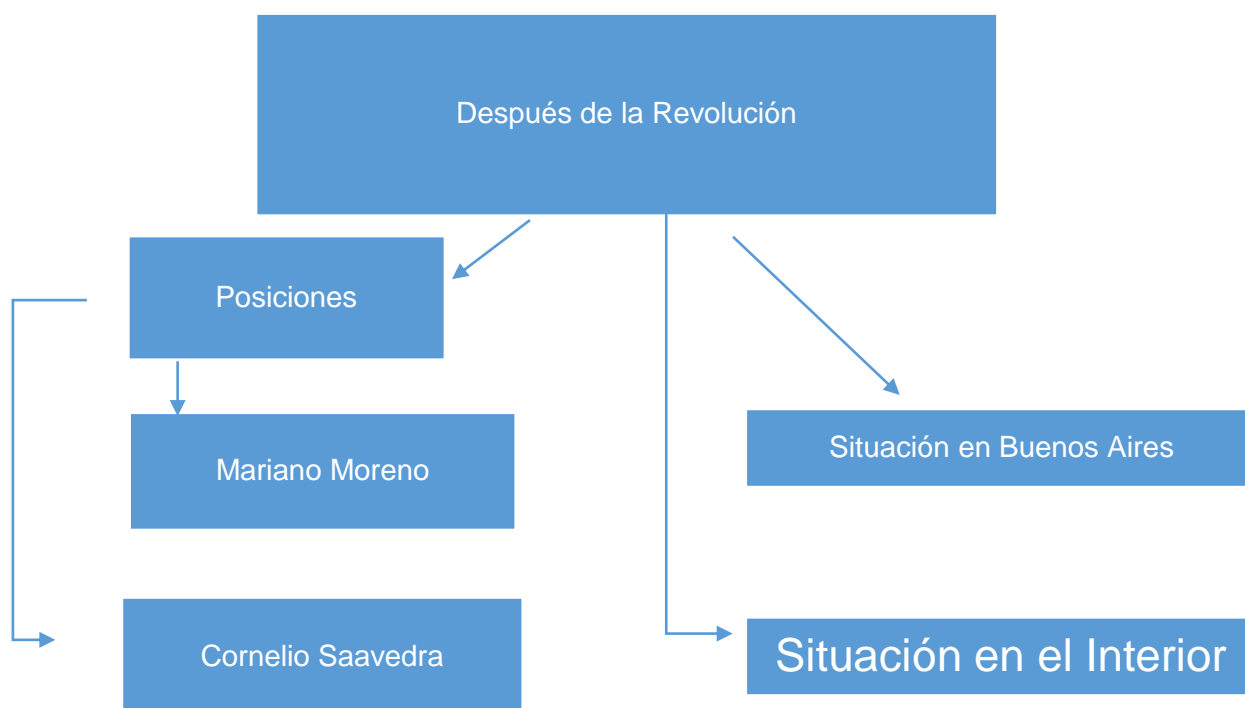 Después de la Revolución
Posiciones
Mariano Moreno
Cornelio Saavedra
Situación en Buenos Aires
Situación en el Interior